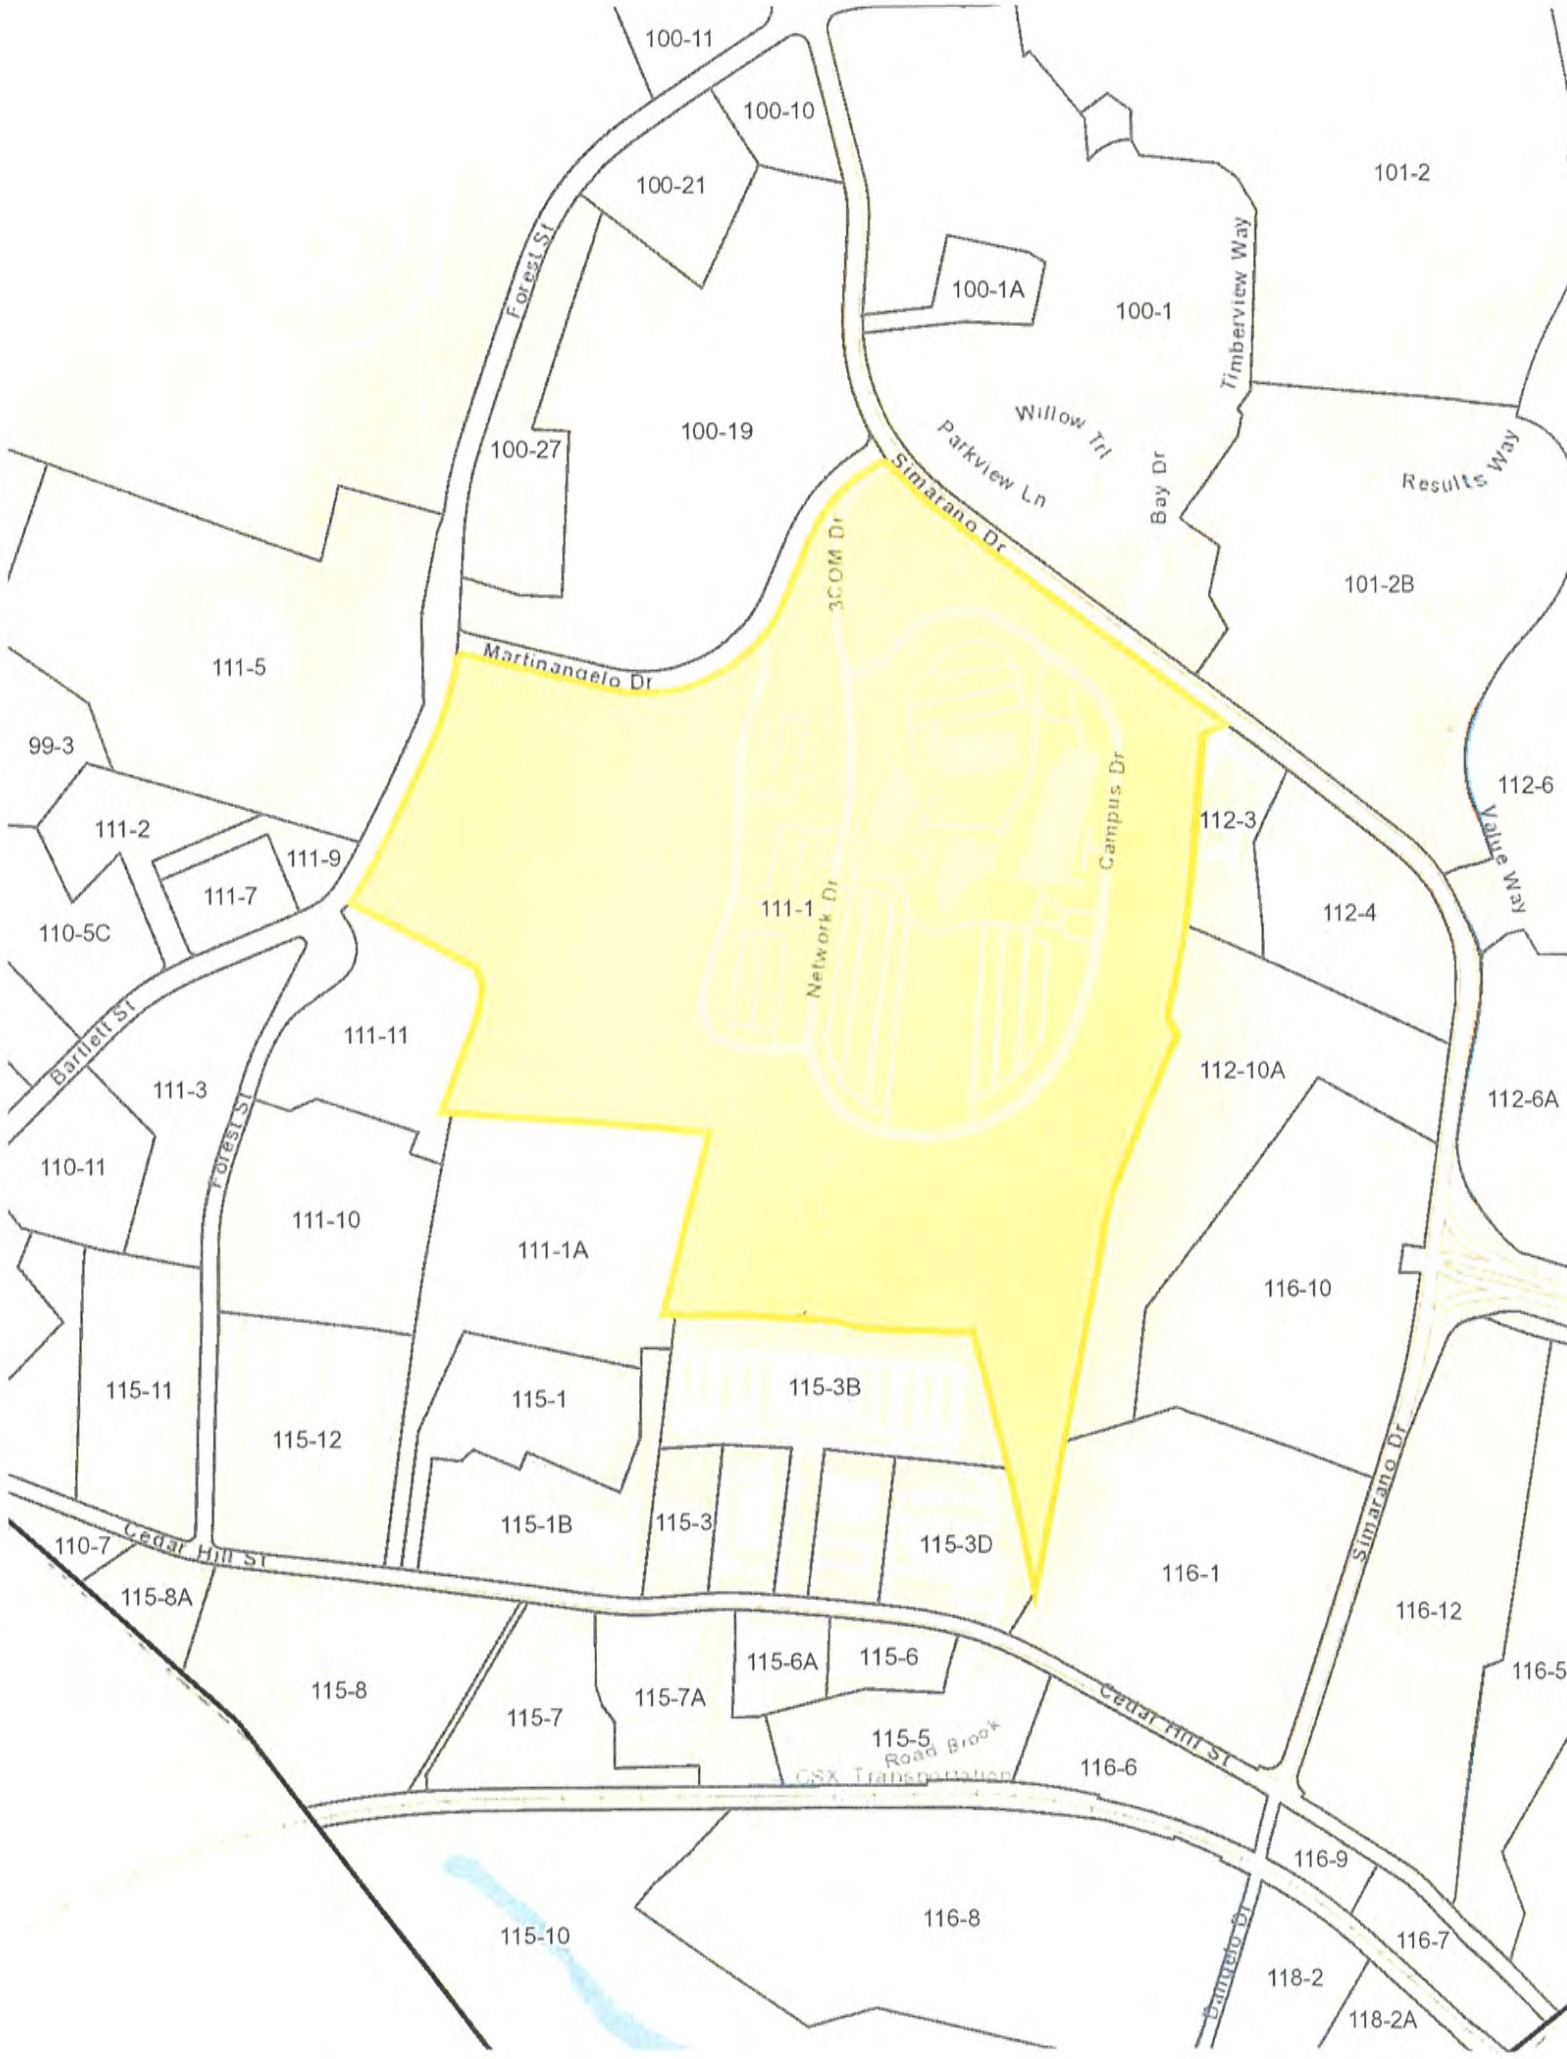 100-11
100-10
100-21
101-2
Forest St
100-1A
100-1
Timberview Way
Willow Trl
Parkview Ln
100-19
100-27
Bay Dr
Results Way
Simarano Dr
3COM Dr
101-2B
111-5
Martinangelo Dr
99-3
112-6
111-2
112-3
Campus Dr
Value Way
111-9
111-7
111-1
112-4
110-5C
Network Dr
Bartlett St
111-11
112-10A
111-3
112-6A
Forest St
110-11
111-10
111-1A
116-10
115-11
115-1
115-3B
115-12
Simarano Dr
115-1B
115-3
115-3D
110-7
Cedar Hill St
116-1
115-8A
116-12
115-6A
115-6
116-5
115-8
115-7A
115-7
Cedar Hill St
115-5
Road Brook
CSX Transportation
116-6
116-9
115-10
116-8
116-7
Dangelo Dr
118-2
118-2A